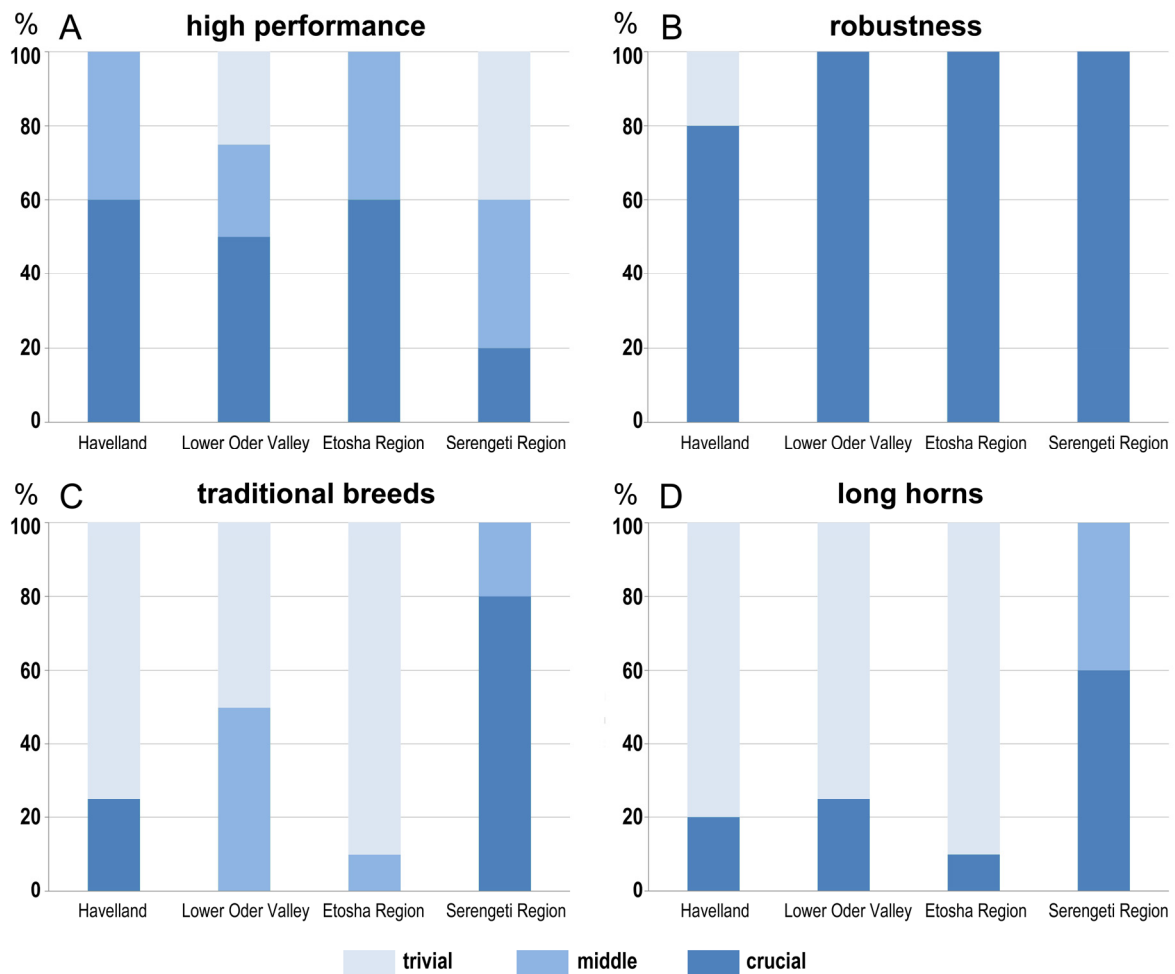 % A high performance
100
80
60
40
20
0
Havelland Lower Oder Valley Etosha Region Serengeti Region
% B robustness
100
80
60
40
20
0
Havelland Lower Oder Valley Etosha Region Serengeti Region
% C traditional breeds
100
80
60
40
20
0
Havelland Lower Oder Valley Etosha Region Serengeti Region
% D long horns
100
80
60
40
20
0
Havelland Lower Oder Valley Etosha Region Serengeti Region
trivial middle crucial